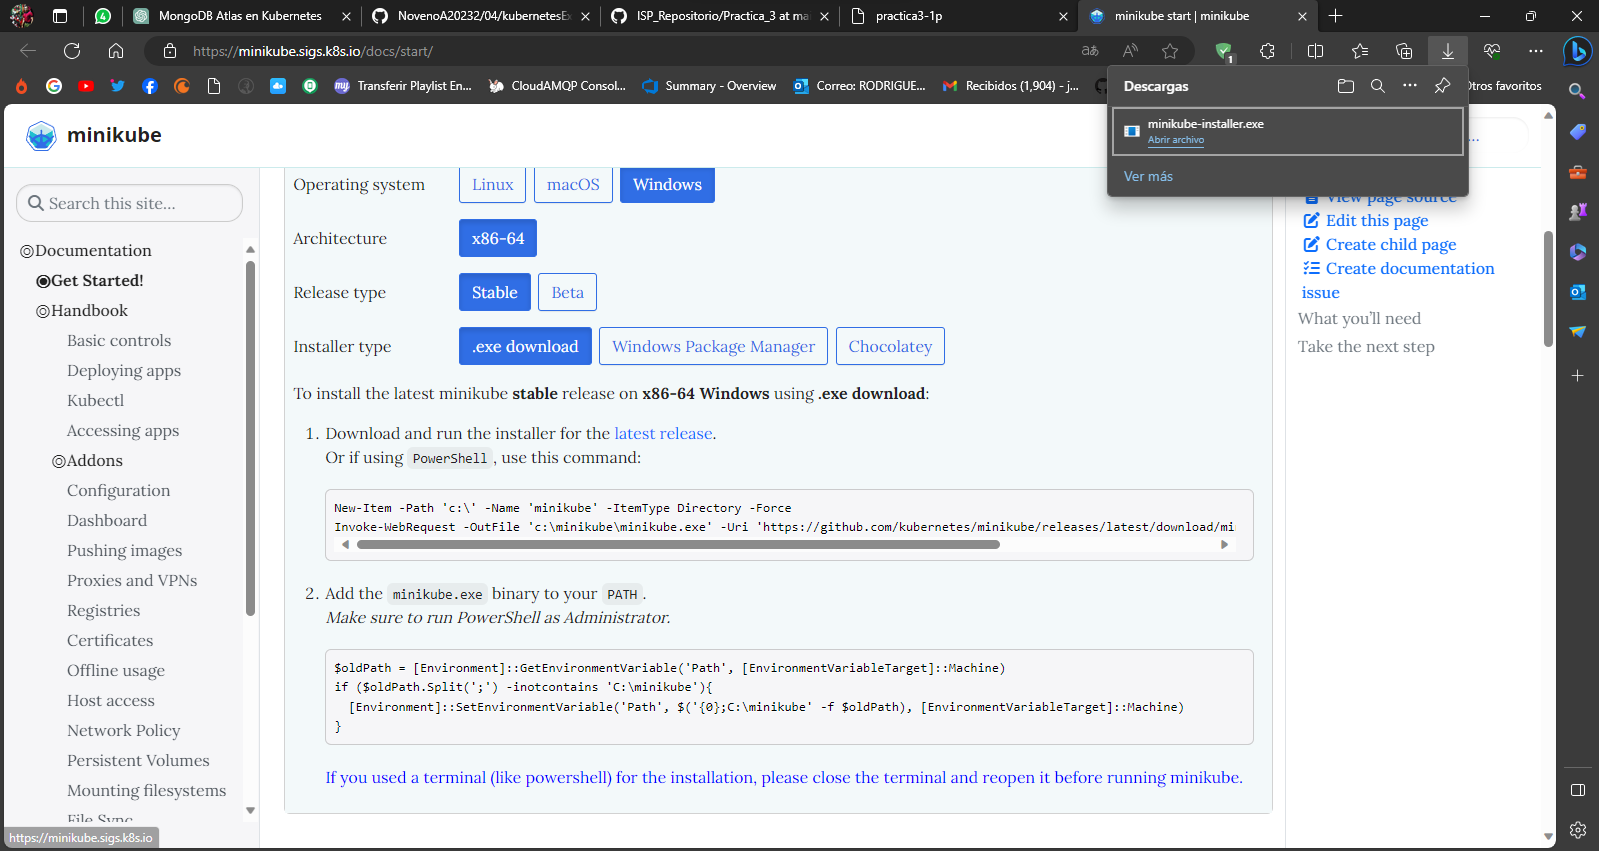 MongoDB Atlas en Kubernetes
NovenoA20232/04/kubernetesEx
ISP_Repositorio/Practica_3 at ma
practica3-1p
minikube start | minikube
https://minikube.sigs.k8s.io/docs/start/
Transferir Playlist En...
CloudAMQP Consol...
Summary - Overview
Correo: RODRIGUE...
Recibidos (1,904) - j...
Otros favoritos
Descargas
minikube-installer.exe
Abrir archivo
Ver más
minikube
Search this site...
Documentation
Get Started!
Handbook
Basic controls
Deploying apps
Kubectl
Accessing apps
Addons
Configuration
Dashboard
Pushing images
Proxies and VPNs
Registries
Certificates
Offline usage
Host access
Network Policy
Persistent Volumes
Mounting filesystems
File Sync
https://minikube.sigs.k8s.io
Operating system Linux macOS Windows
Architecture x86-64
Release type Stable Beta
Installer type .exe download Windows Package Manager Chocolatey
To install the latest minikube stable release on x86-64 Windows using .exe download:
1. Download and run the installer for the latest release.
Or if using PowerShell, use this command:
New-Item -Path 'c:\' -Name 'minikube' -ItemType Directory -Force
Invoke-WebRequest -OutFile 'c:\minikube\minikube.exe' -Uri 'https://github.com/kubernetes/minikube/releases/latest/download/mi
2. Add the minikube.exe binary to your PATH.
Make sure to run PowerShell as Administrator.
$oldPath = [Environment]::GetEnvironmentVariable('Path', [EnvironmentVariableTarget]::Machine)
if ($oldPath.Split(';') -inotcontains 'C:\minikube'){
[Environment]::SetEnvironmentVariable('Path', $('{0};C:\minikube' -f $oldPath), [EnvironmentVariableTarget]::Machine)
}
If you used a terminal (like powershell) for the installation, please close the terminal and reopen it before running minikube.
View page source
Edit this page
Create child page
Create documentation
issue
What you'll need
Take the next step